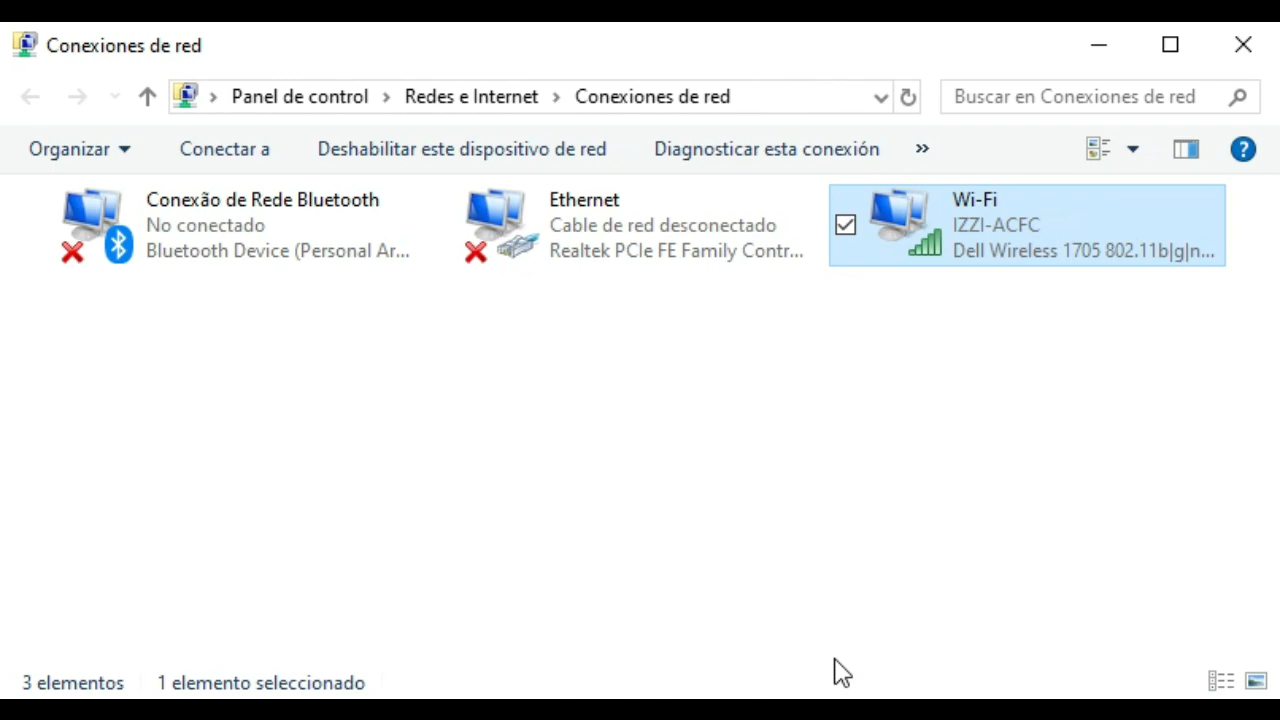 Conexiones de red
Panel de control > Redes e Internet > Conexiones de red
Buscar en Conexiones de red
Organizar Conectar a Deshabilitar este dispositivo de red Diagnosticar esta conexión »
Conexão de Rede Bluetooth
No conectado
Bluetooth Device (Personal Ar...
Ethernet
Cable de red desconectado
Realtek PCIe FE Family Contr...
Wi-Fi
IZZI-ACFC
Dell Wireless 1705 802.11b|g|n...
3 elementos 1 elemento seleccionado